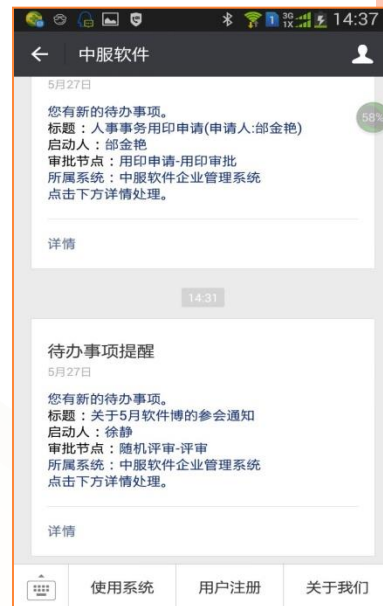 3G
1X
14:37
中服软件
5月27日
58%
您有新的待办事项。
标题：人事事务用印申请(申请人:邰金艳)
启动人：邰金艳
审批节点：用印申请-用印审批
所属系统：中服软件企业管理系统
点击下方详情处理。
详情
14:31
待办事项提醒
5月27日
您有新的待办事项。
标题：关于5月软件博的参会通知
启动人：徐静
审批节点：随机评审-评审
所属系统：中服软件企业管理系统
点击下方详情处理。
详情
使用系统
用户注册
关于我们